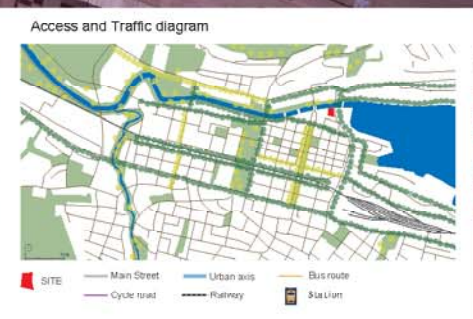 Access and Traffic diagram
SITE
Main Street
Urban axis
Bus route
Cycle road
Railway
Station